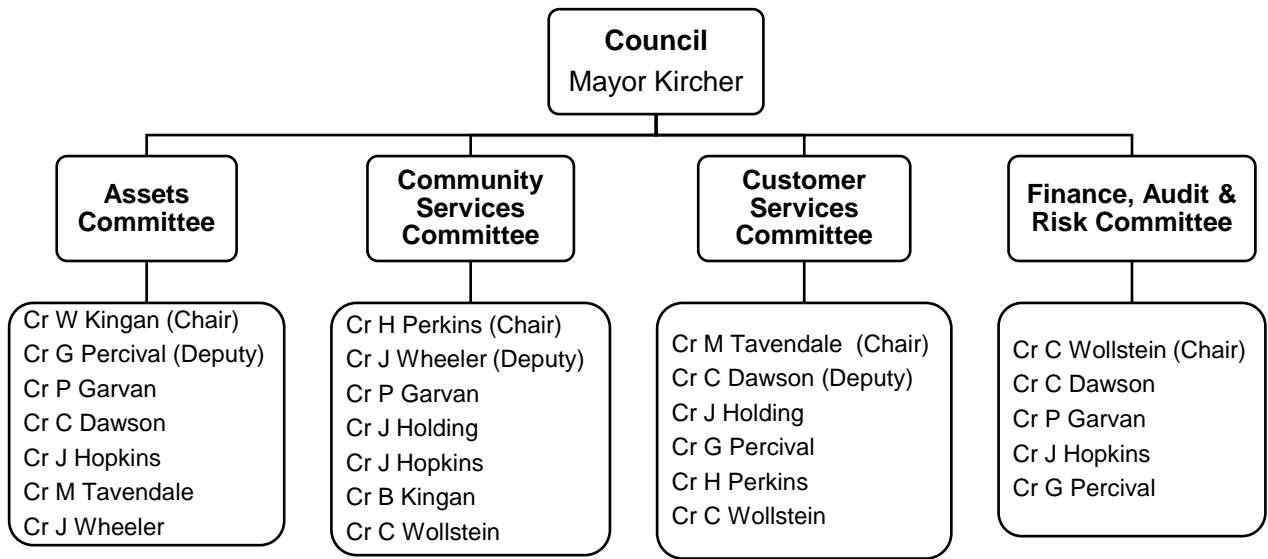 Council
Mayor Kircher
Assets
Committee
Community
Services
Committee
Customer
Services
Committee
Finance, Audit &
Risk Committee
Cr W Kingan (Chair)
Cr G Percival (Deputy)
Cr P Garvan
Cr C Dawson
Cr J Hopkins
Cr M Tavendale
Cr J Wheeler
Cr H Perkins (Chair)
Cr J Wheeler (Deputy)
Cr P Garvan
Cr J Holding
Cr J Hopkins
Cr B Kingan
Cr C Wollstein
Cr M Tavendale (Chair)
Cr C Dawson (Deputy)
Cr J Holding
Cr G Percival
Cr H Perkins
Cr C Wollstein
Cr C Wollstein (Chair)
Cr C Dawson
Cr P Garvan
Cr J Hopkins
Cr G Percival